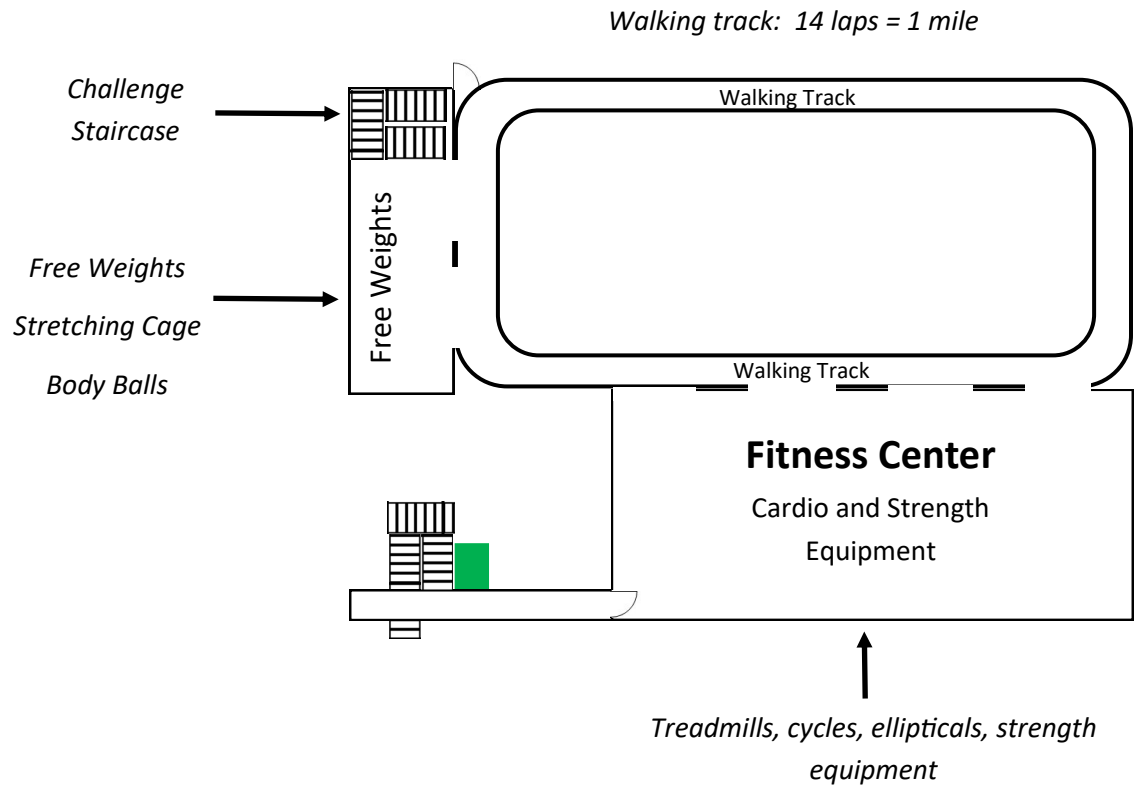 Walking track:  14 laps = 1 mile
Challenge
Staircase
Walking Track
Free Weights
Free Weights
Stretching Cage
Body Balls
Walking Track
Fitness Center
Cardio and Strength
Equipment
Treadmills, cycles, ellipticals, strength
equipment